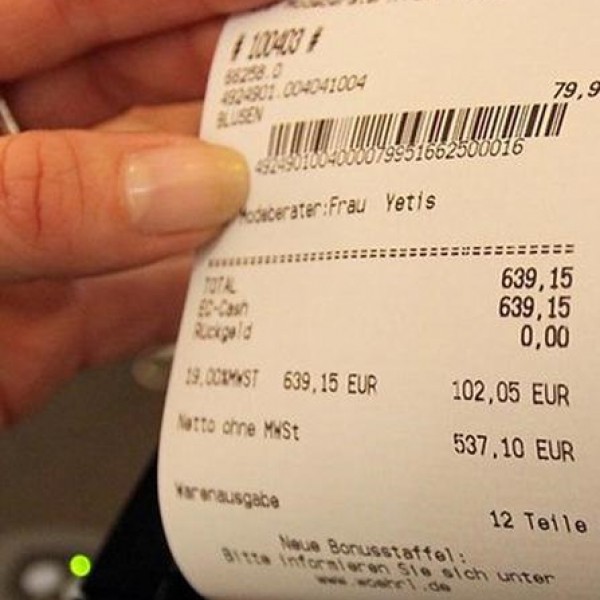 # 100403 #
66258.0
4924901.004041004 79,9
BLUSEN
4924901004000079951662500016
Modeberater:Frau Yetis
TOTAL 639,15
EC-Cash 639,15
Rückgeld 0,00
19,00%MWST 639,15 EUR 102,05 EUR
Netto ohne MWSt 537,10 EUR
Warenausgabe 12 Teile
Neue Bonusstaffel:
Bitte informieren Sie sich unter
www.woehrl.de